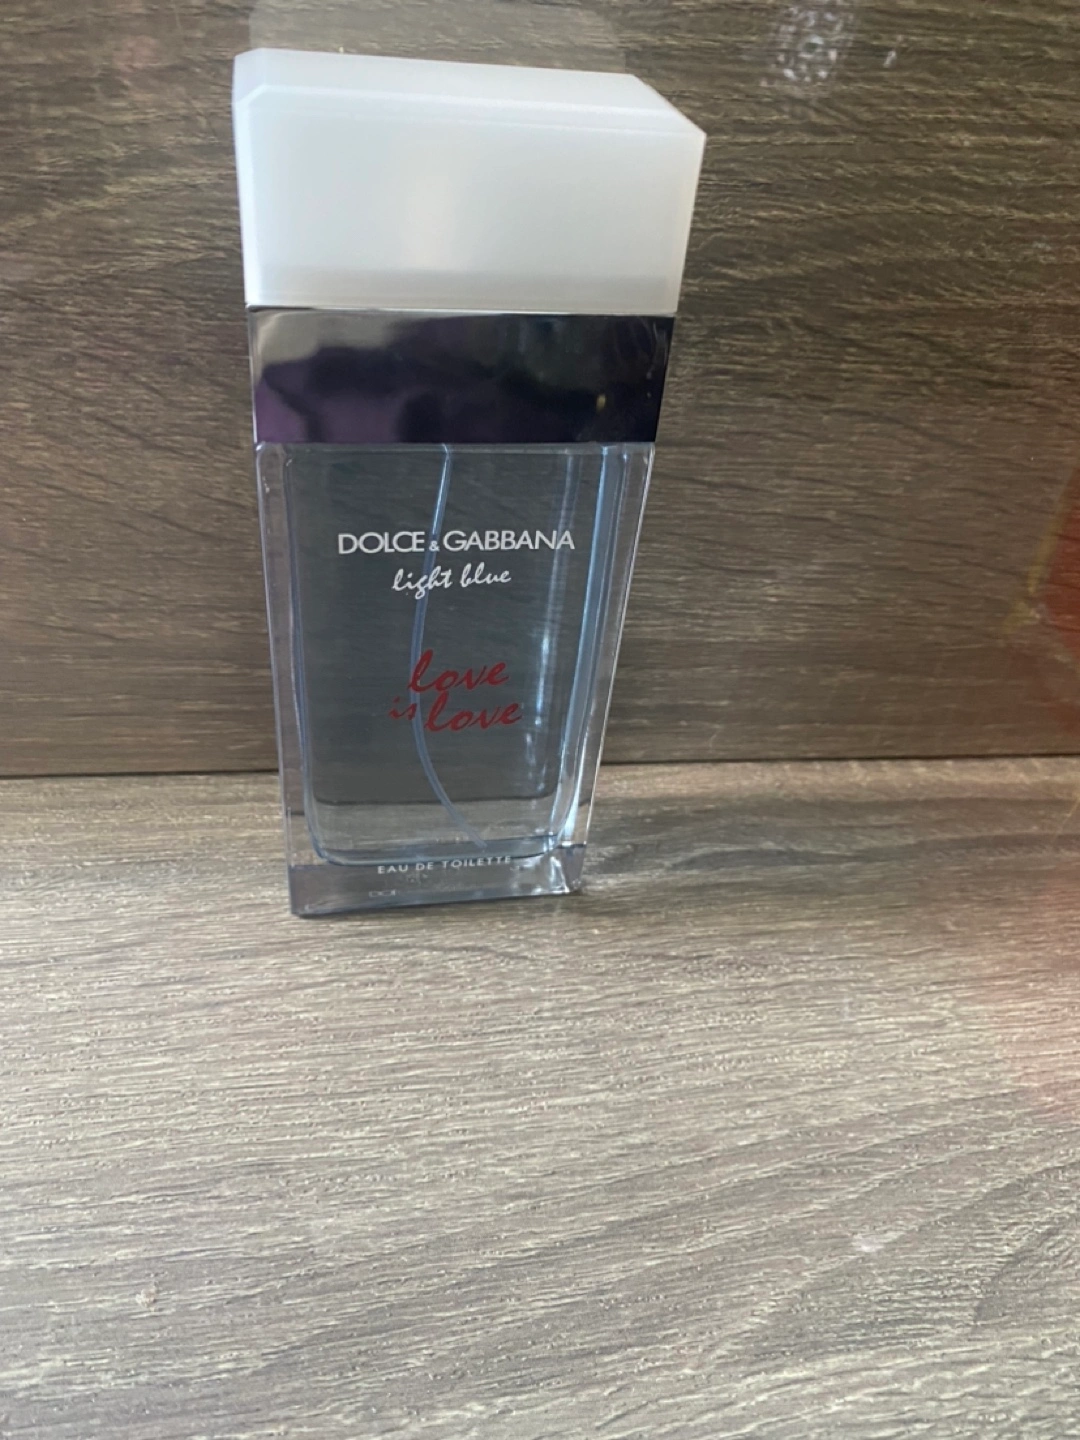 DOLCE & GABBANA
light blue
love
is love
EAU DE TOILETTE